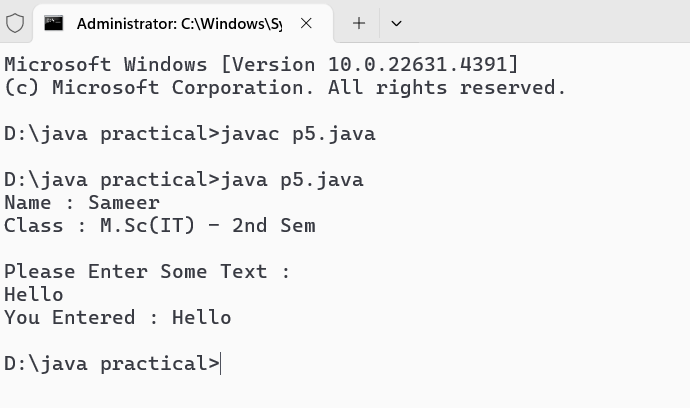 Administrator: C:\Windows\Sy
Microsoft Windows [Version 10.0.22631.4391]
(c) Microsoft Corporation. All rights reserved.
D:\java practical>javac p5.java
D:\java practical>java p5.java
Name : Sameer
Class : M.Sc(IT) - 2nd Sem
Please Enter Some Text :
Hello
You Entered : Hello
D:\java practical>